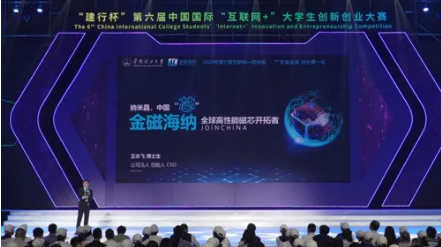 “建行杯”第六届中国国际“互联网+”大学生创新创业大赛
The 6th China International College Students' 'Internet+' Innovation and Entrepreneurship Competition
纳米晶，中国“芯”
金磁海纳 全球高性能磁芯开拓者
JOINCHINA
博士生
公司法人 创始人 CEO